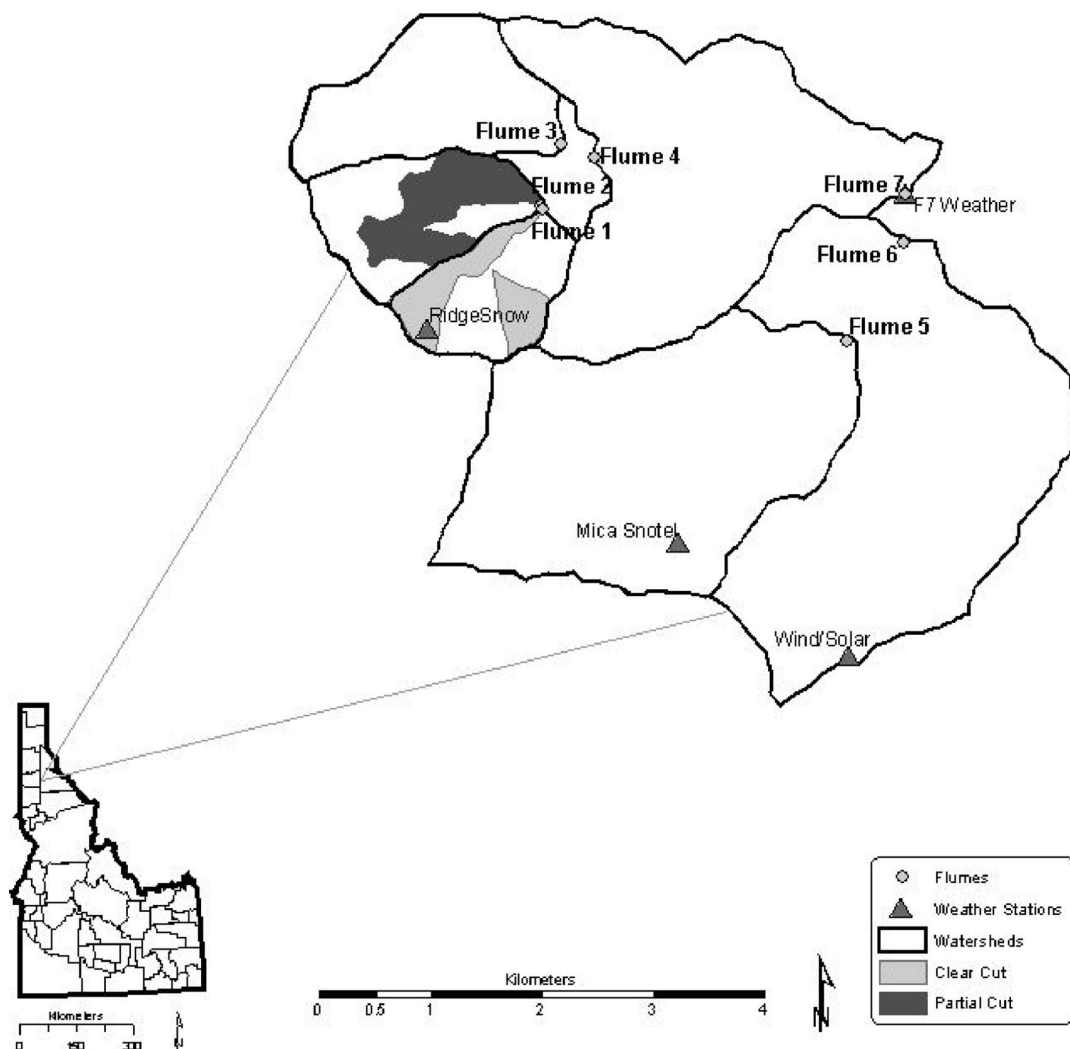 Flume 3
Flume 4
Flume 2
Flume 7
F7 Weather
Flume 1
Flume 6
RidgeSnow
Flume 5
Mica Snotel
Wind/Solar
Flumes
Weather Stations
Watersheds
Clear Cut
Partial Cut
Kilometers
0 0.5 1 2 3 4
N
Kilometers
0 150 300
N